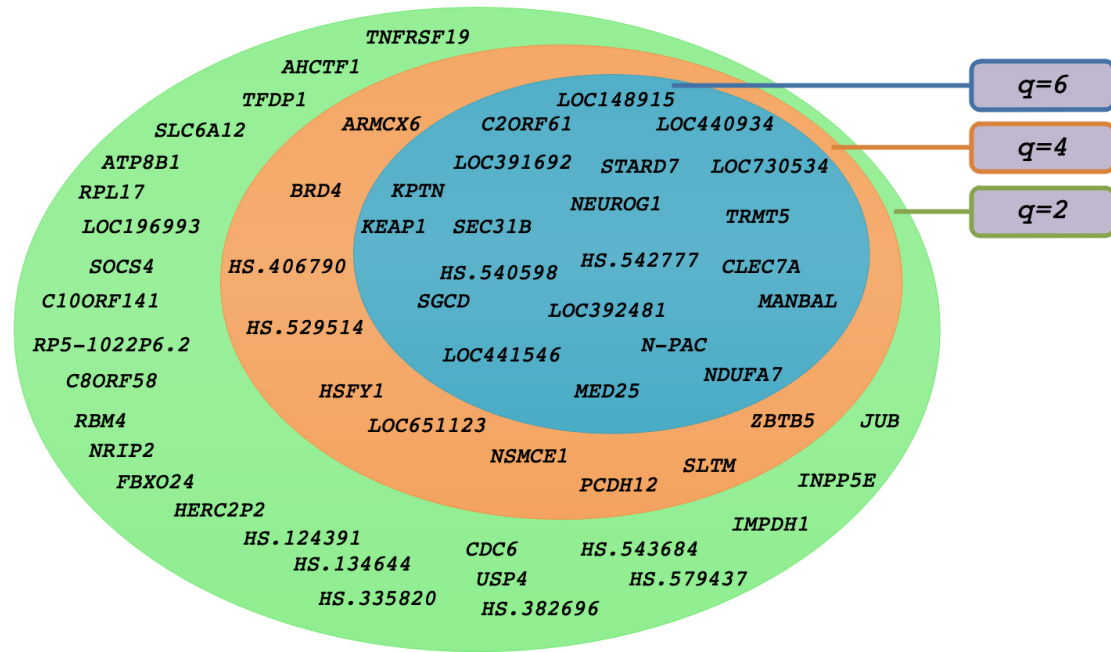 TNFRSF19
AHCTF1
TFDP1
SLC6A12
ATP8B1
RPL17
LOC196993
SOCS4
C10ORF141
RP5-1022P6.2
C8ORF58
RBM4
NRIP2
FBXO24
HERC2P2
HS.124391
HS.134644
HS.335820
CDC6
USP4
HS.382696
HS.543684
HS.579437
IMPDH1
INPP5E
JUB
ARMCX6
BRD4
HS.406790
HS.529514
HSFY1
LOC651123
NSMCE1
PCDH12
SLTM
ZBTB5
LOC148915
C2ORF61
LOC440934
LOC391692
STARD7
LOC730534
KPTN
NEUROG1
TRMT5
KEAP1
SEC31B
HS.540598
HS.542777
CLEC7A
SGCD
LOC392481
MANBAL
LOC441546
N-PAC
NDUFA7
MED25
q=6
q=4
q=2